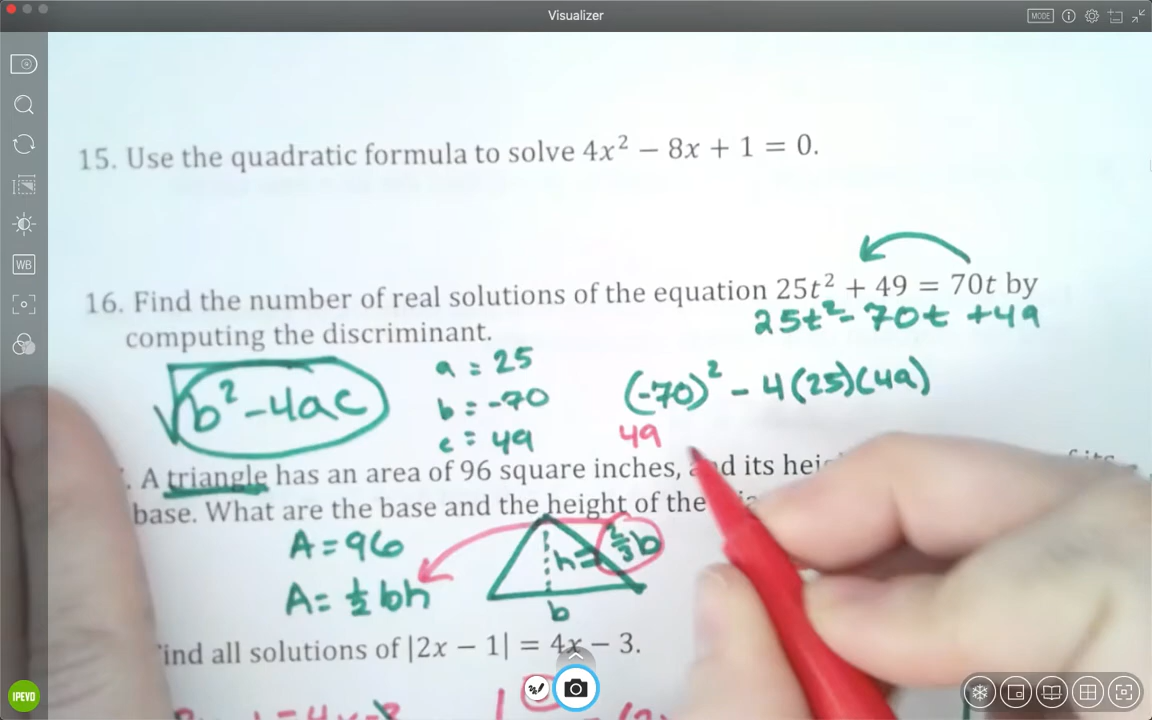 Visualizer
MODE
WB
15. Use the quadratic formula to solve 4x² − 8x + 1 = 0.
16. Find the number of real solutions of the equation 25t² + 49 = 70t by
25t² - 70t + 49
computing the discriminant.
√b² - 4ac
a = 25
b = -70
c = 49
(-70)² - 4(25)(49)
49
. A triangle has an area of 96 square inches, and its
base. What are the base and the height of the
A = 96
A = ½ bh
h = ⅔b
b
ind all solutions of |2x − 1| = 4x − 3.
IPEVO